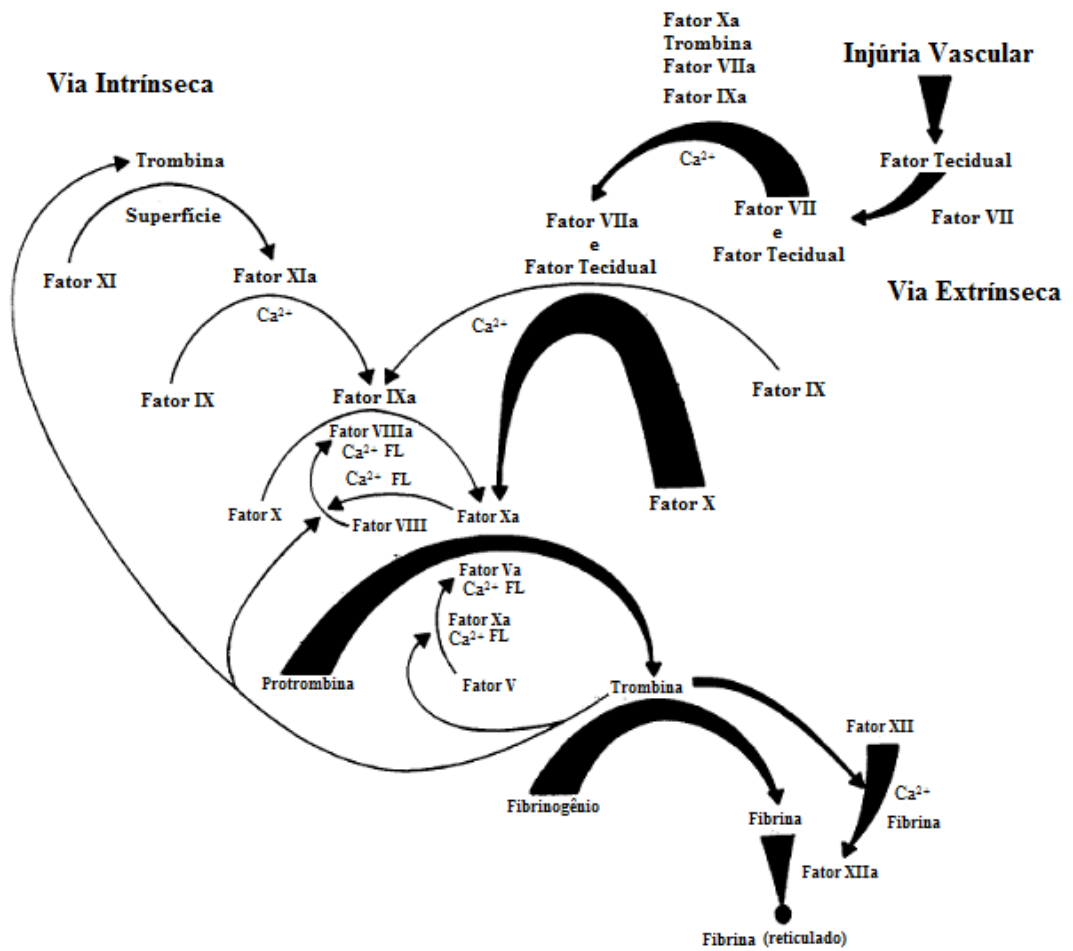 Fator Xa
Trombina
Fator VIIa
Fator IXa
Injúria Vascular
Via Intrínseca
Trombina
Ca²⁺
Fator Tecidual
Superfície
Fator VII
e
Fator Tecidual
Fator VII
Fator VIIa
e
Fator Tecidual
Fator XI
Fator XIa
Via Extrínseca
Ca²⁺
Ca²⁺
Fator IX
Fator IXa
Fator IX
Fator VIIIa
Ca²⁺ FL
Ca²⁺ FL
Fator X
Fator VIII
Fator Xa
Fator X
Fator Va
Ca²⁺ FL
Fator Xa
Ca²⁺ FL
Protrombina
Fator V
Trombina
Fator XII
Ca²⁺
Fibrinogênio
Fibrina
Fibrina
Fator XIIa
Fibrina (reticulado)